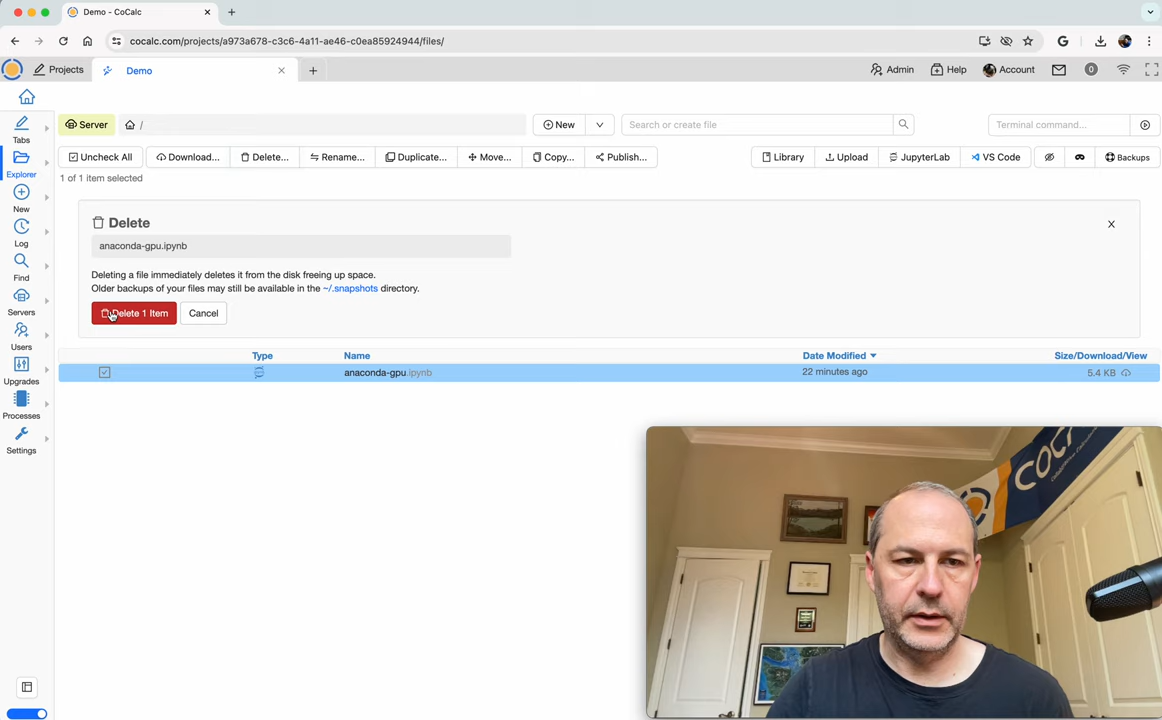 Demo - CoCalc
cocalc.com/projects/a973a678-c3c6-4a11-ae46-c0ea85924944/files/
Projects
Demo
Admin
Help
Account
0
Server
/
New
Search or create file
Terminal command...
Tabs
Explorer
New
Log
Find
Servers
Users
Upgrades
Processes
Settings
Uncheck All
Download...
Delete...
Rename...
Duplicate...
Move...
Copy...
Publish...
Library
Upload
JupyterLab
VS Code
Backups
1 of 1 item selected
Delete
anaconda-gpu.ipynb
Deleting a file immediately deletes it from the disk freeing up space.
Older backups of your files may still be available in the ~/.snapshots directory.
Delete 1 Item
Cancel
Type Name Date Modified Size/Download/View
anaconda-gpu.ipynb 22 minutes ago 5.4 KB